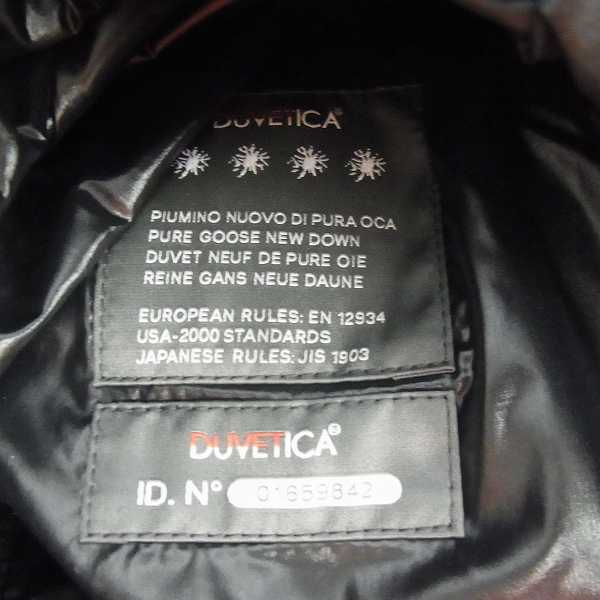 DUVETICA®
PIUMINO NUOVO DI PURA OCA
PURE GOOSE NEW DOWN
DUVET NEUF DE PURE OIE
REINE GANS NEUE DAUNE
EUROPEAN RULES: EN 12934
USA-2000 STANDARDS
JAPANESE RULES: JIS 1903
DUVETICA®
ID. N° 01659842